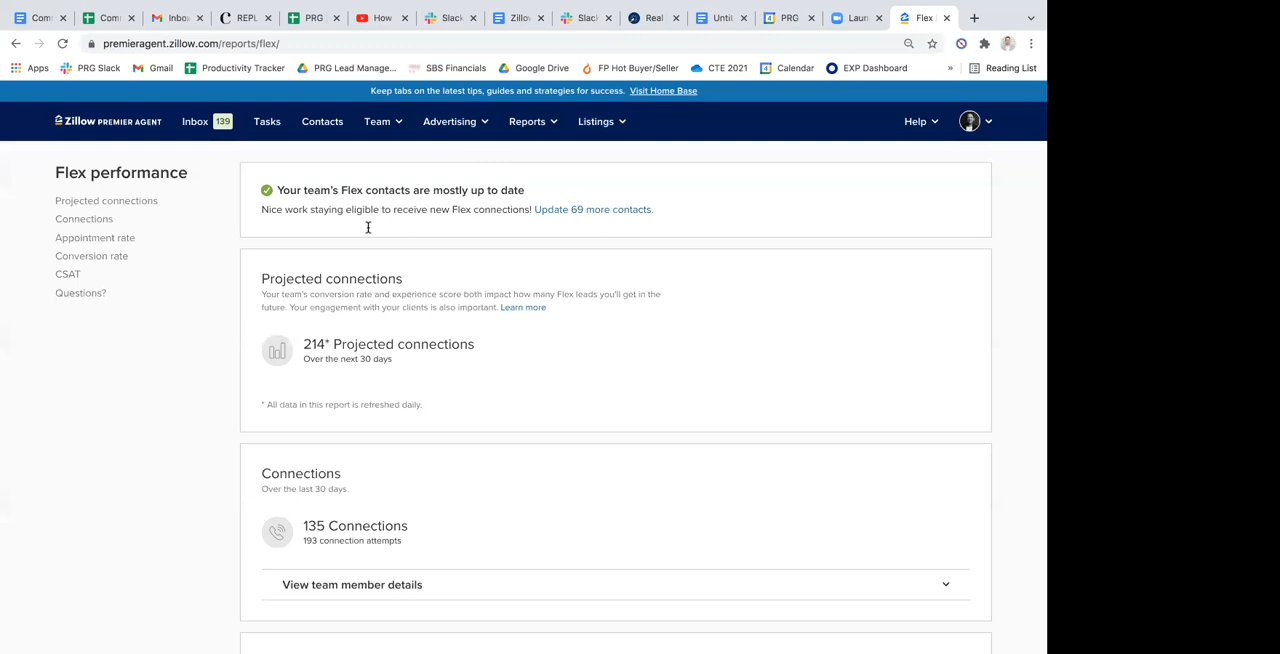 Com
Com
Inbo
REPL
PRG
How
Slack
Zillov
Slac
Real
Unti
PRG
Laun
Flex
premieragent.zillow.com/reports/flex/
Apps
PRG Slack
Gmail
Productivity Tracker
PRG Lead Manage...
SBS Financials
Google Drive
FP Hot Buyer/Seller
CTE 2021
Calendar
EXP Dashboard
»
Reading List
Keep tabs on the latest tips, guides and strategies for success. Visit Home Base
Zillow PREMIER AGENT
Inbox 139
Tasks
Contacts
Team
Advertising
Reports
Listings
Help
Flex performance
Projected connections
Connections
Appointment rate
Conversion rate
CSAT
Questions?
Your team's Flex contacts are mostly up to date
Nice work staying eligible to receive new Flex connections! Update 69 more contacts.
Projected connections
Your team's conversion rate and experience score both impact how many Flex leads you'll get in the
future. Your engagement with your clients is also important. Learn more
214* Projected connections
Over the next 30 days
* All data in this report is refreshed daily.
Connections
Over the last 30 days.
135 Connections
193 connection attempts
View team member details